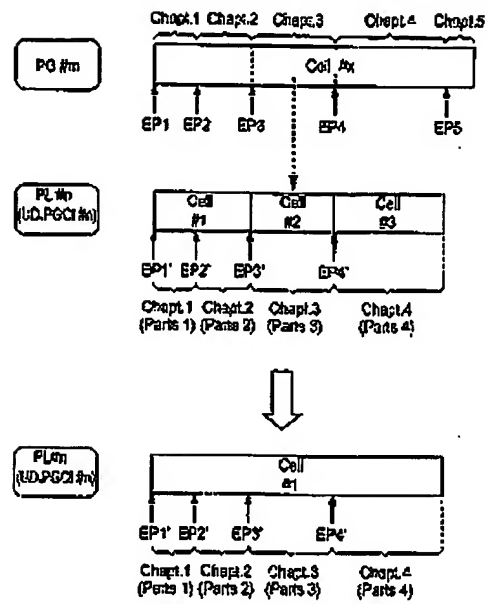 Chapt.1 Chapt.2 Chapt.3 Chapt.4 Chapt.5
PG #m
Cell #x
EP1 EP2 EP3 EP4 EP5
PL #n
(UD.PGCI #n)
Cell
#1
Cell
#2
Cell
#3
EP1' EP2' EP3' EP4'
Chapt.1 Chapt.2 Chapt.3 Chapt.4
(Parts 1) (Parts 2) (Parts 3) (Parts 4)
PL#n
(UD.PGCI #n)
Cell
#1
EP1' EP2' EP3' EP4'
Chapt.1 Chapt.2 Chapt.3 Chapt.4
(Parts 1) (Parts 2) (Parts 3) (Parts 4)